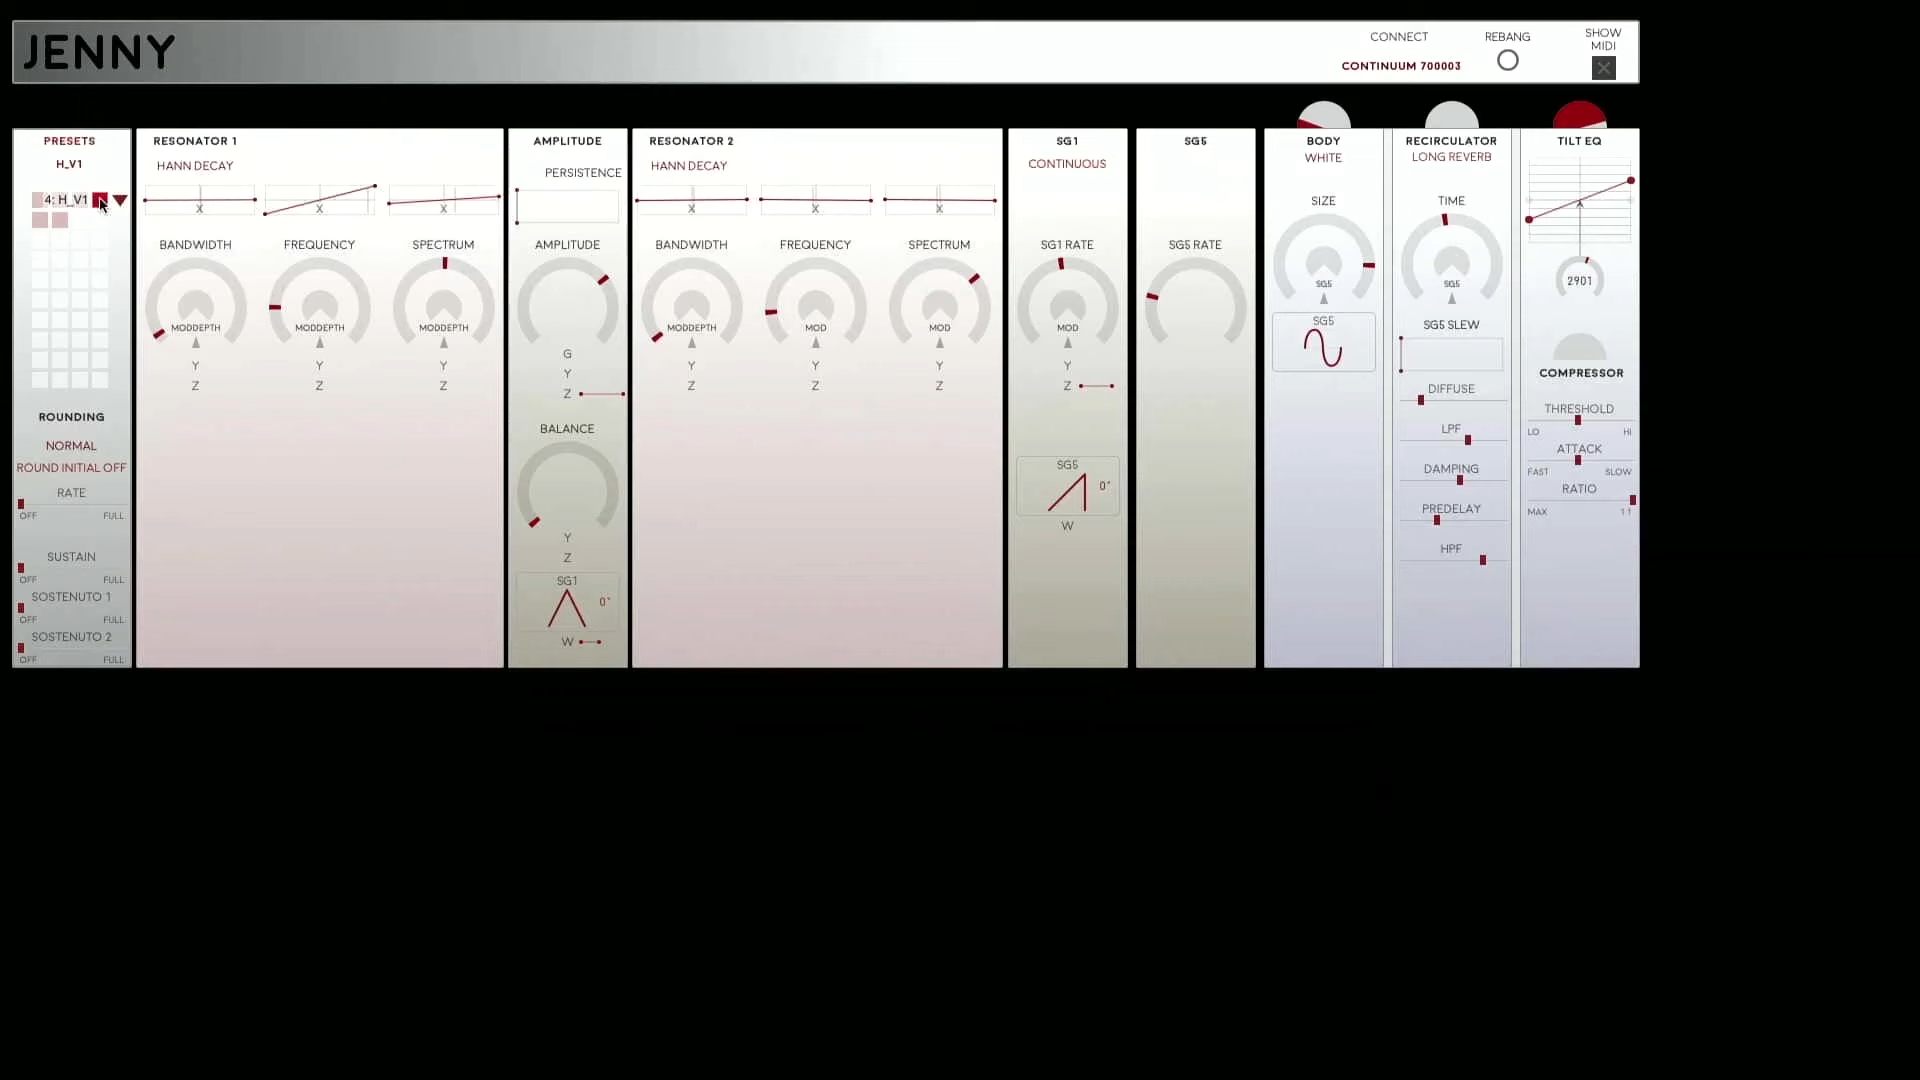 JENNY
CONNECT
CONTINUUM 700003
REBANG
SHOW
MIDI
PRESETS
H_V1
4: H_V1
ROUNDING
NORMAL
ROUND INITIAL OFF
RATE
OFF FULL
SUSTAIN
OFF FULL
SOSTENUTO 1
OFF FULL
SOSTENUTO 2
OFF FULL
RESONATOR 1
HANN DECAY
X X X
BANDWIDTH FREQUENCY SPECTRUM
MODDEPTH MODDEPTH MODDEPTH
Y Y Y
Z Z Z
AMPLITUDE
PERSISTENCE
AMPLITUDE
G
Y
Z
BALANCE
Y
Z
SG1
0°
W
RESONATOR 2
HANN DECAY
X X X
BANDWIDTH FREQUENCY SPECTRUM
MODDEPTH MOD MOD
Y Y Y
Z Z Z
SG1
CONTINUOUS
SG1 RATE
MOD
Y
Z
SG5
0°
W
SG5
SG5 RATE
BODY
WHITE
SIZE
SG5
SG5
RECIRCULATOR
LONG REVERB
TIME
SG5
SG5 SLEW
DIFFUSE
LPF
DAMPING
PREDELAY
HPF
TILT EQ
2901
COMPRESSOR
THRESHOLD
LO HI
ATTACK
FAST SLOW
RATIO
MAX 1:1